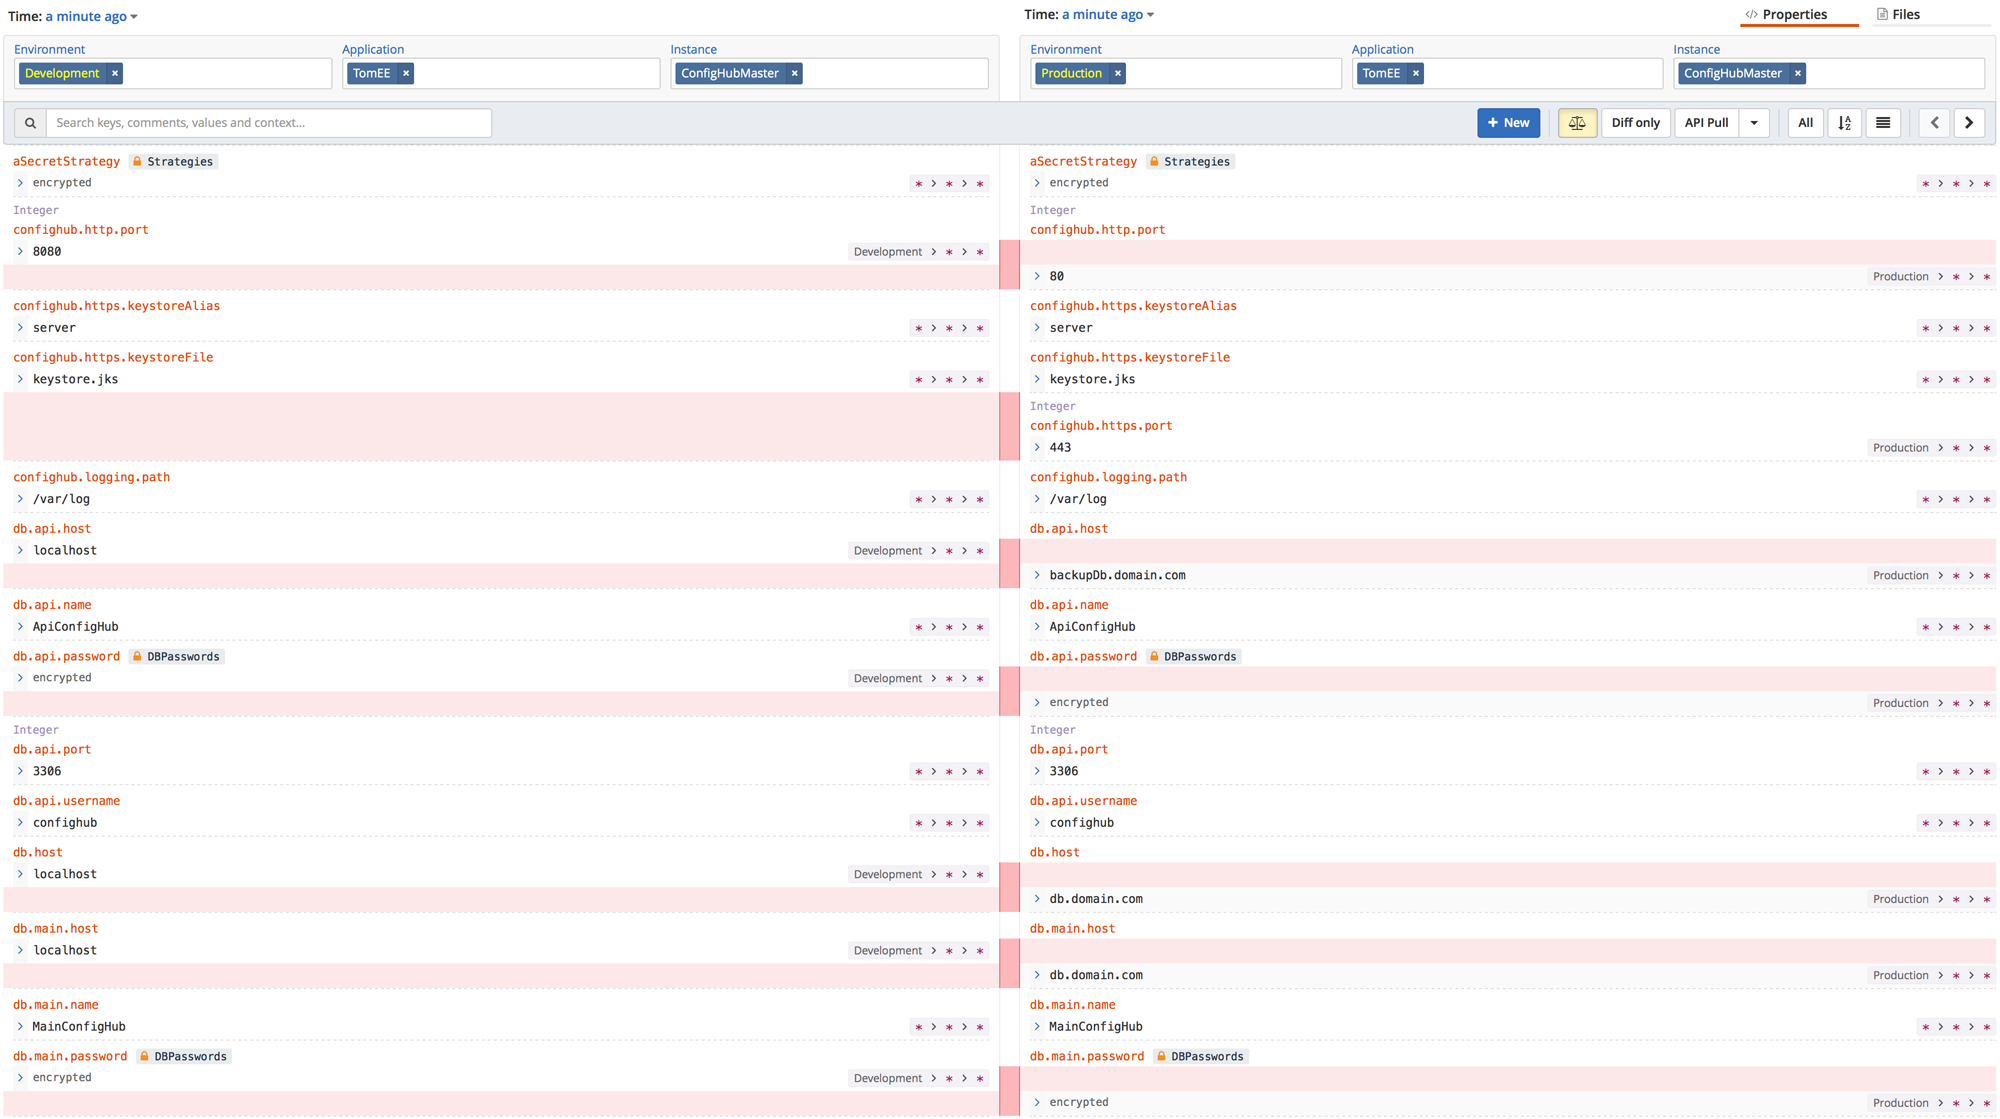 Time: a minute ago
Time: a minute ago
Properties
Files
Environment Application Instance
Development × TomEE × ConfigHubMaster ×
Environment Application Instance
Production × TomEE × ConfigHubMaster ×
Search keys, comments, values and context...
+ New
Diff only
API Pull
All
aSecretStrategy Strategies
encrypted * > * > *
Integer
confighub.http.port
8080 Development > * > *
confighub.https.keystoreAlias
server * > * > *
confighub.https.keystoreFile
keystore.jks * > * > *
confighub.logging.path
/var/log * > * > *
db.api.host
localhost Development > * > *
db.api.name
ApiConfigHub * > * > *
db.api.password DBPasswords
encrypted Development > * > *
Integer
db.api.port
3306 * > * > *
db.api.username
confighub * > * > *
db.host
localhost Development > * > *
db.main.host
localhost Development > * > *
db.main.name
MainConfigHub * > * > *
db.main.password DBPasswords
encrypted Development > * > *
aSecretStrategy Strategies
encrypted * > * > *
Integer
confighub.http.port
80 Production > * > *
confighub.https.keystoreAlias
server * > * > *
confighub.https.keystoreFile
keystore.jks * > * > *
Integer
confighub.https.port
443 Production > * > *
confighub.logging.path
/var/log * > * > *
db.api.host
backupDb.domain.com Production > * > *
db.api.name
ApiConfigHub * > * > *
db.api.password DBPasswords
encrypted Production > * > *
Integer
db.api.port
3306 * > * > *
db.api.username
confighub * > * > *
db.host
db.domain.com Production > * > *
db.main.host
db.domain.com Production > * > *
db.main.name
MainConfigHub * > * > *
db.main.password DBPasswords
encrypted Production > * > *